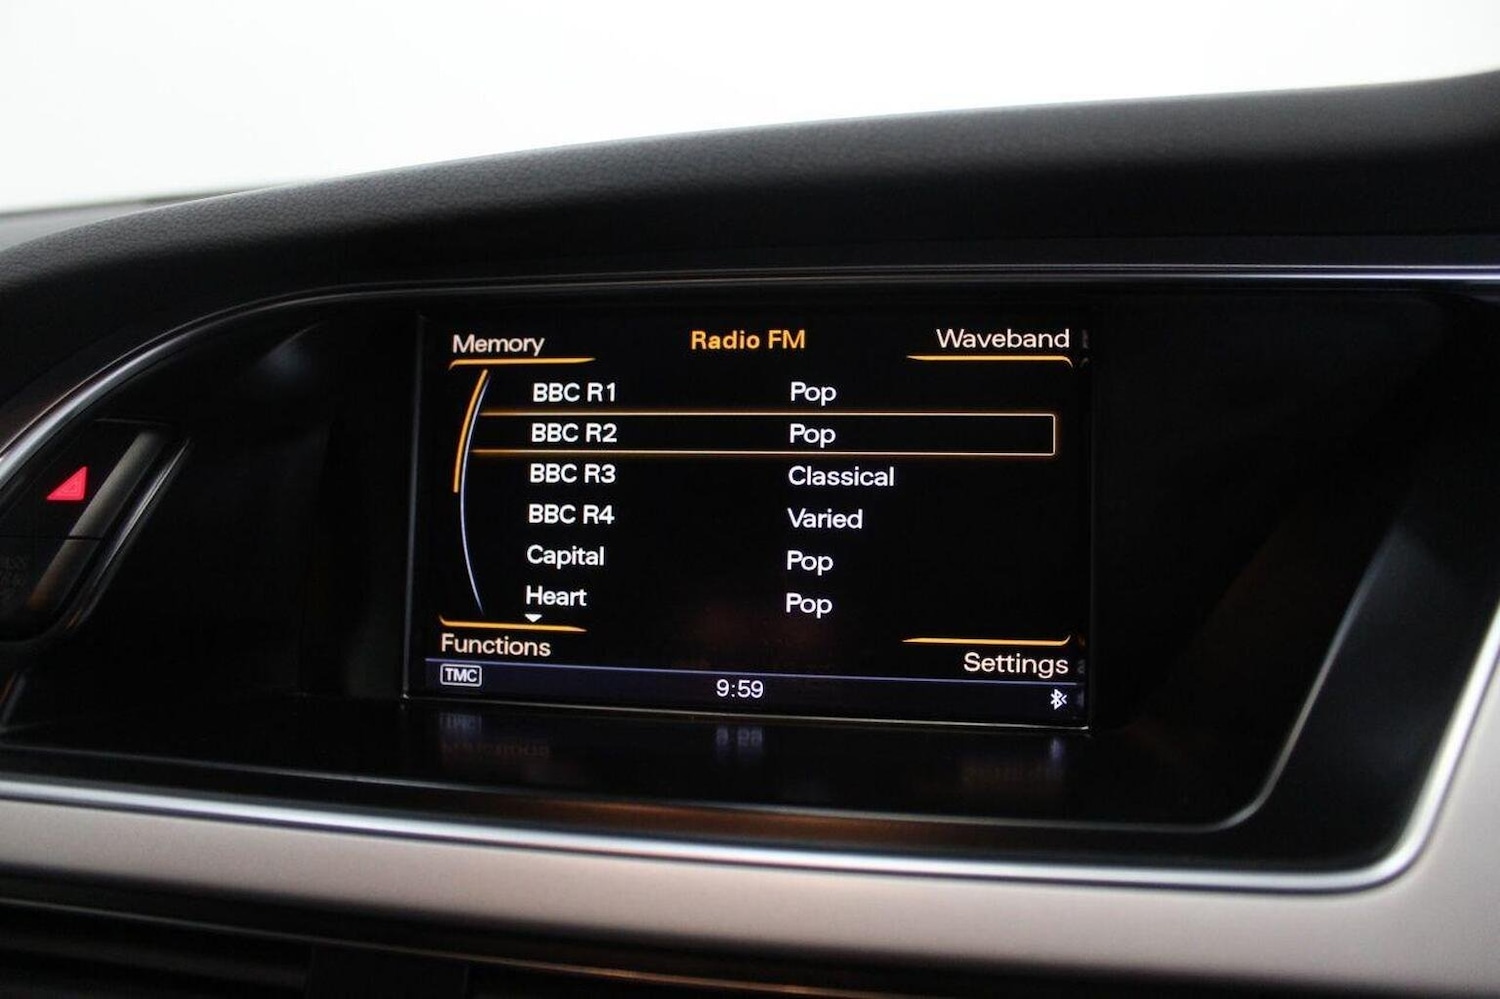 Memory Radio FM Waveband
BBC R1 Pop
BBC R2 Pop
BBC R3 Classical
BBC R4 Varied
Capital Pop
Heart Pop
Functions Settings
TMC 9:59